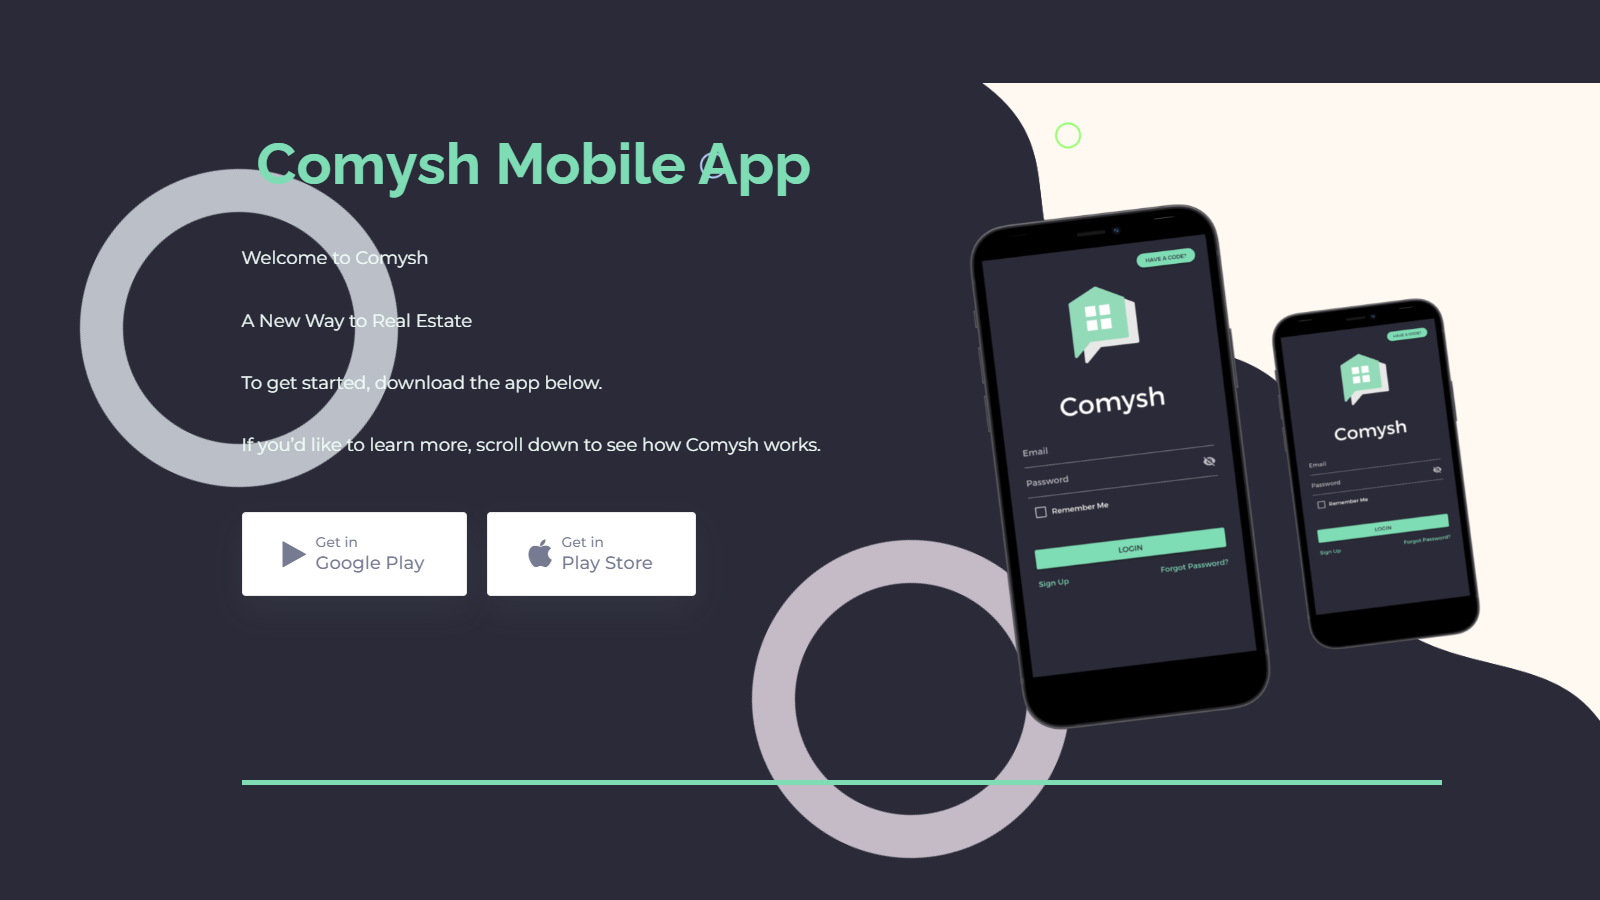 Comysh Mobile App
Welcome to Comysh
A New Way to Real Estate
To get started, download the app below.
If you'd like to learn more, scroll down to see how Comysh works.
Get in
Google Play
Get in
Play Store
HAVE A CODE?
Comysh
Email
Password
Remember Me
LOGIN
Sign Up
Forgot Password?
HAVE A CODE?
Comysh
Email
Password
Remember Me
LOGIN
Sign Up
Forgot Password?